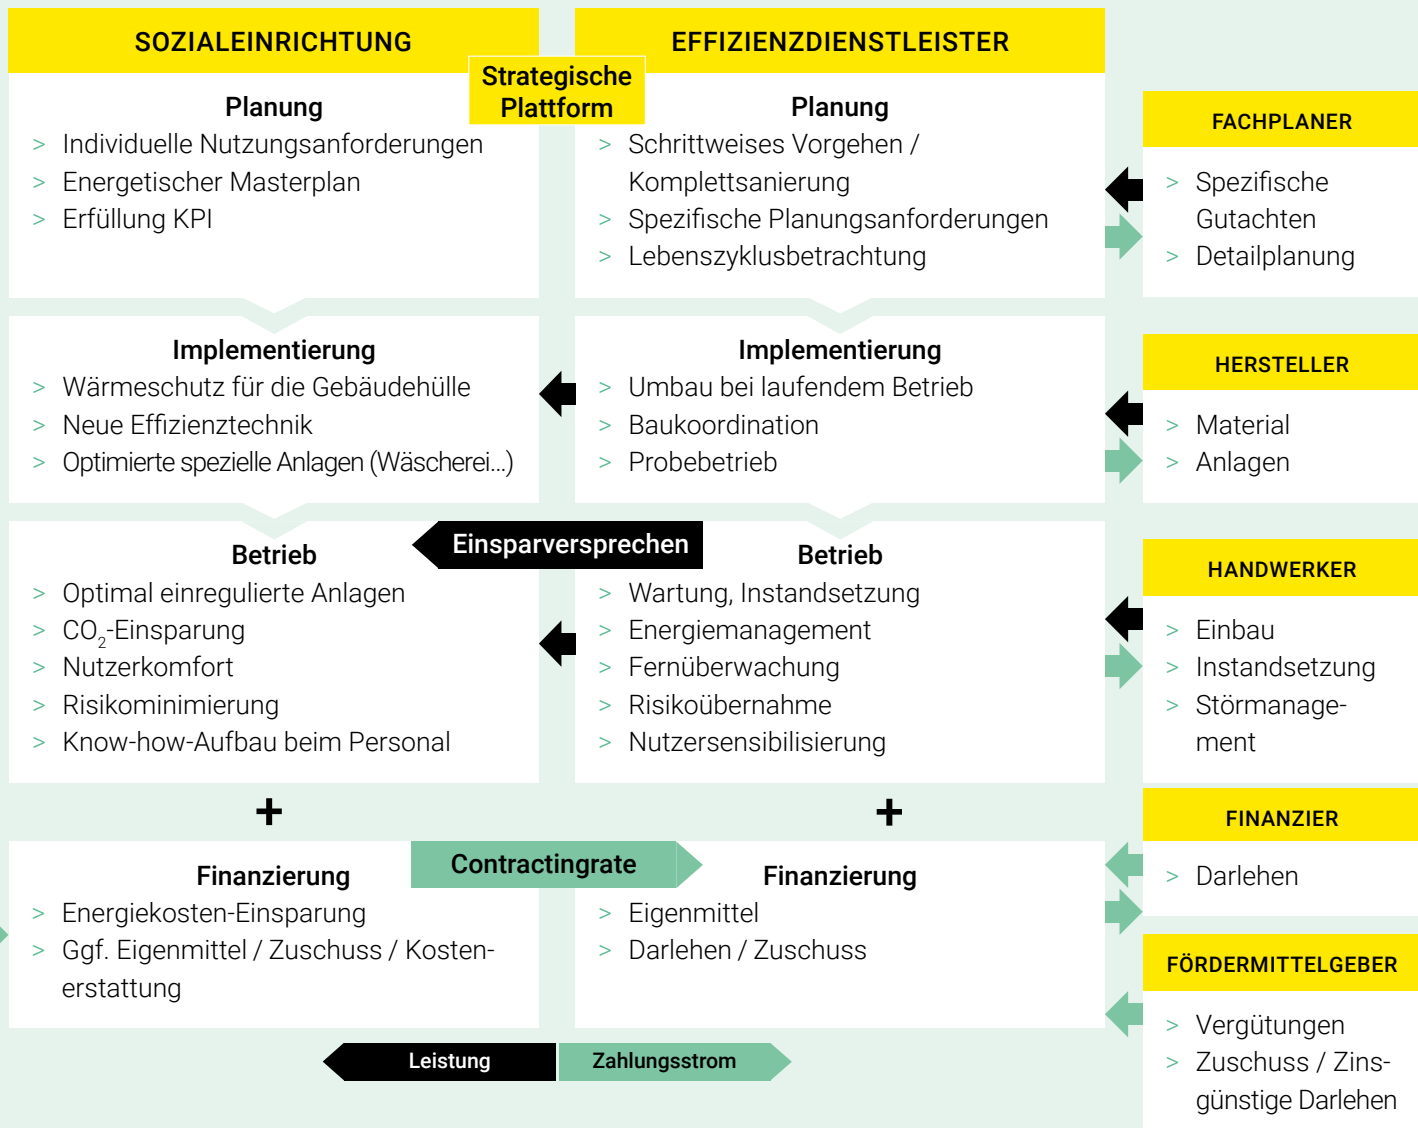 SOZIALEINRICHTUNG
EFFIZIENZDIENSTLEISTER
Strategische
Plattform
Planung
> Individuelle Nutzungsanforderungen
> Energetischer Masterplan
> Erfüllung KPI
Planung
> Schrittweises Vorgehen /
Komplettsanierung
> Spezifische Planungsanforderungen
> Lebenszyklusbetrachtung
FACHPLANER
> Spezifische
Gutachten
> Detailplanung
Implementierung
> Wärmeschutz für die Gebäudehülle
> Neue Effizienztechnik
> Optimierte spezielle Anlagen (Wäscherei...)
Implementierung
> Umbau bei laufendem Betrieb
> Baukoordination
> Probebetrieb
HERSTELLER
> Material
> Anlagen
Einsparversprechen
Betrieb
> Optimal einregulierte Anlagen
> CO₂-Einsparung
> Nutzerkomfort
> Risikominimierung
> Know-how-Aufbau beim Personal
Betrieb
> Wartung, Instandsetzung
> Energiemanagement
> Fernüberwachung
> Risikoübernahme
> Nutzersensibilisierung
HANDWERKER
> Einbau
> Instandsetzung
> Störmanage-
ment
+
+
Contractingrate
Finanzierung
> Energiekosten-Einsparung
> Ggf. Eigenmittel / Zuschuss / Kosten-
erstattung
Finanzierung
> Eigenmittel
> Darlehen / Zuschuss
FINANZIER
> Darlehen
FÖRDERMITTELGEBER
> Vergütungen
> Zuschuss / Zins-
günstige Darlehen
Leistung
Zahlungsstrom